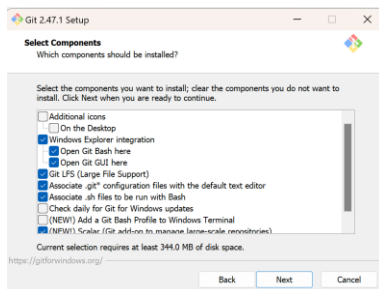 Git 2.47.1 Setup
Select Components
Which components should be installed?
Select the components you want to install; clear the components you do not want to
install. Click Next when you are ready to continue.
Additional icons
On the Desktop
Windows Explorer integration
Open Git Bash here
Open Git GUI here
Git LFS (Large File Support)
Associate .git* configuration files with the default text editor
Associate .sh files to be run with Bash
Check daily for Git for Windows updates
(NEW!) Add a Git Bash Profile to Windows Terminal
(NEW!) Scalar (Git add-on to manage large-scale repositories)
Current selection requires at least 344.0 MB of disk space.
https://gitforwindows.org/
Back Next Cancel